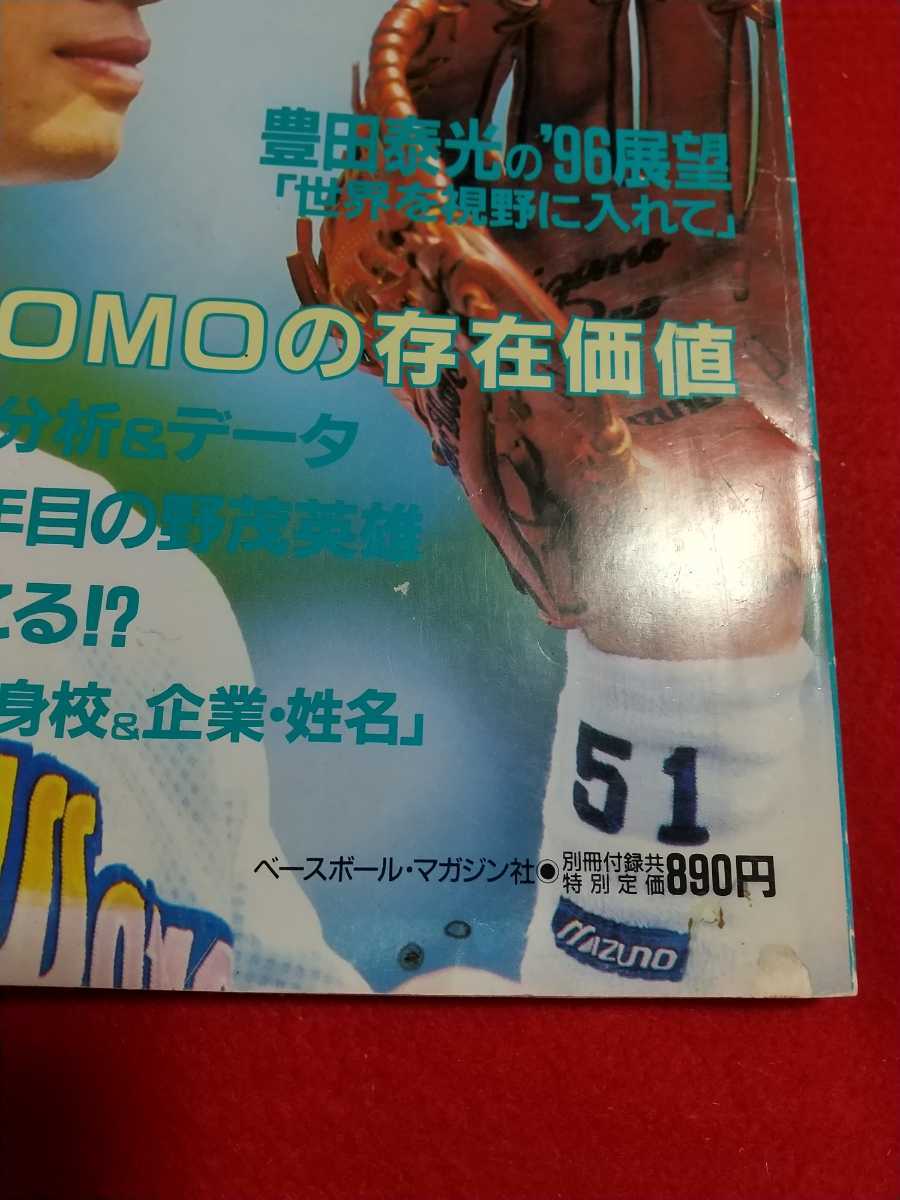 豊田泰光の'96展望
「世界を視野に入れて」
OMOの存在価値
分析&データ
年目の野茂英雄
てる!?
身校&企業・姓名」
51
ベースボール・マガジン社●別冊付録共
特別定価890円
MIZUNO